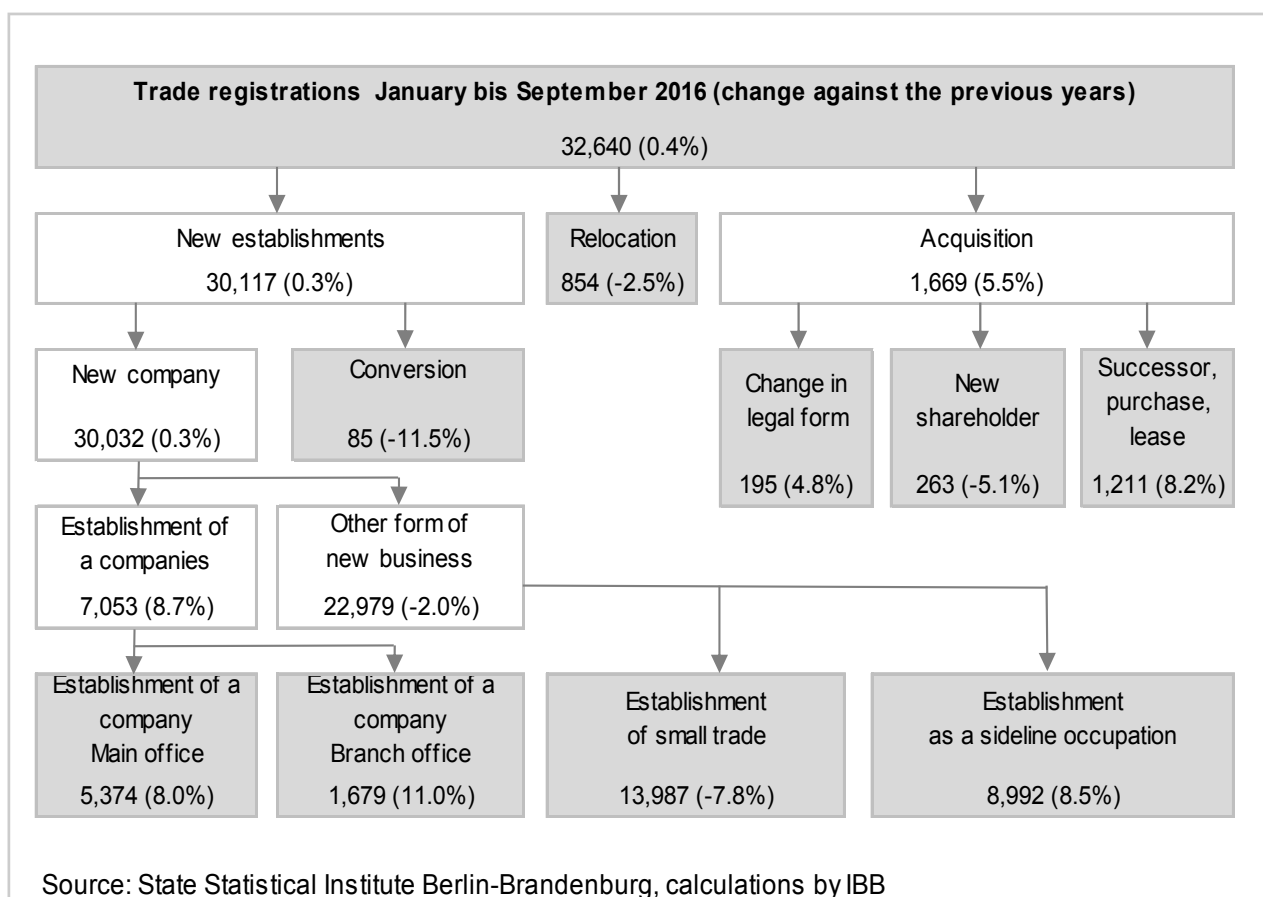 Trade registrations January bis September 2016 (change against the previous years)
32,640 (0.4%)
New establishments
30,117 (0.3%)
Relocation
854 (-2.5%)
Acquisition
1,669 (5.5%)
New company
30,032 (0.3%)
Conversion
85 (-11.5%)
Change in
legal form
195 (4.8%)
New
shareholder
263 (-5.1%)
Successor,
purchase,
lease
1,211 (8.2%)
Establishment of
a companies
7,053 (8.7%)
Other form of
new business
22,979 (-2.0%)
Establishment of a
company
Main office
5,374 (8.0%)
Establishment of a
company
Branch office
1,679 (11.0%)
Establishment
of small trade
13,987 (-7.8%)
Establishment
as a sideline occupation
8,992 (8.5%)
Source: State Statistical Institute Berlin-Brandenburg, calculations by IBB